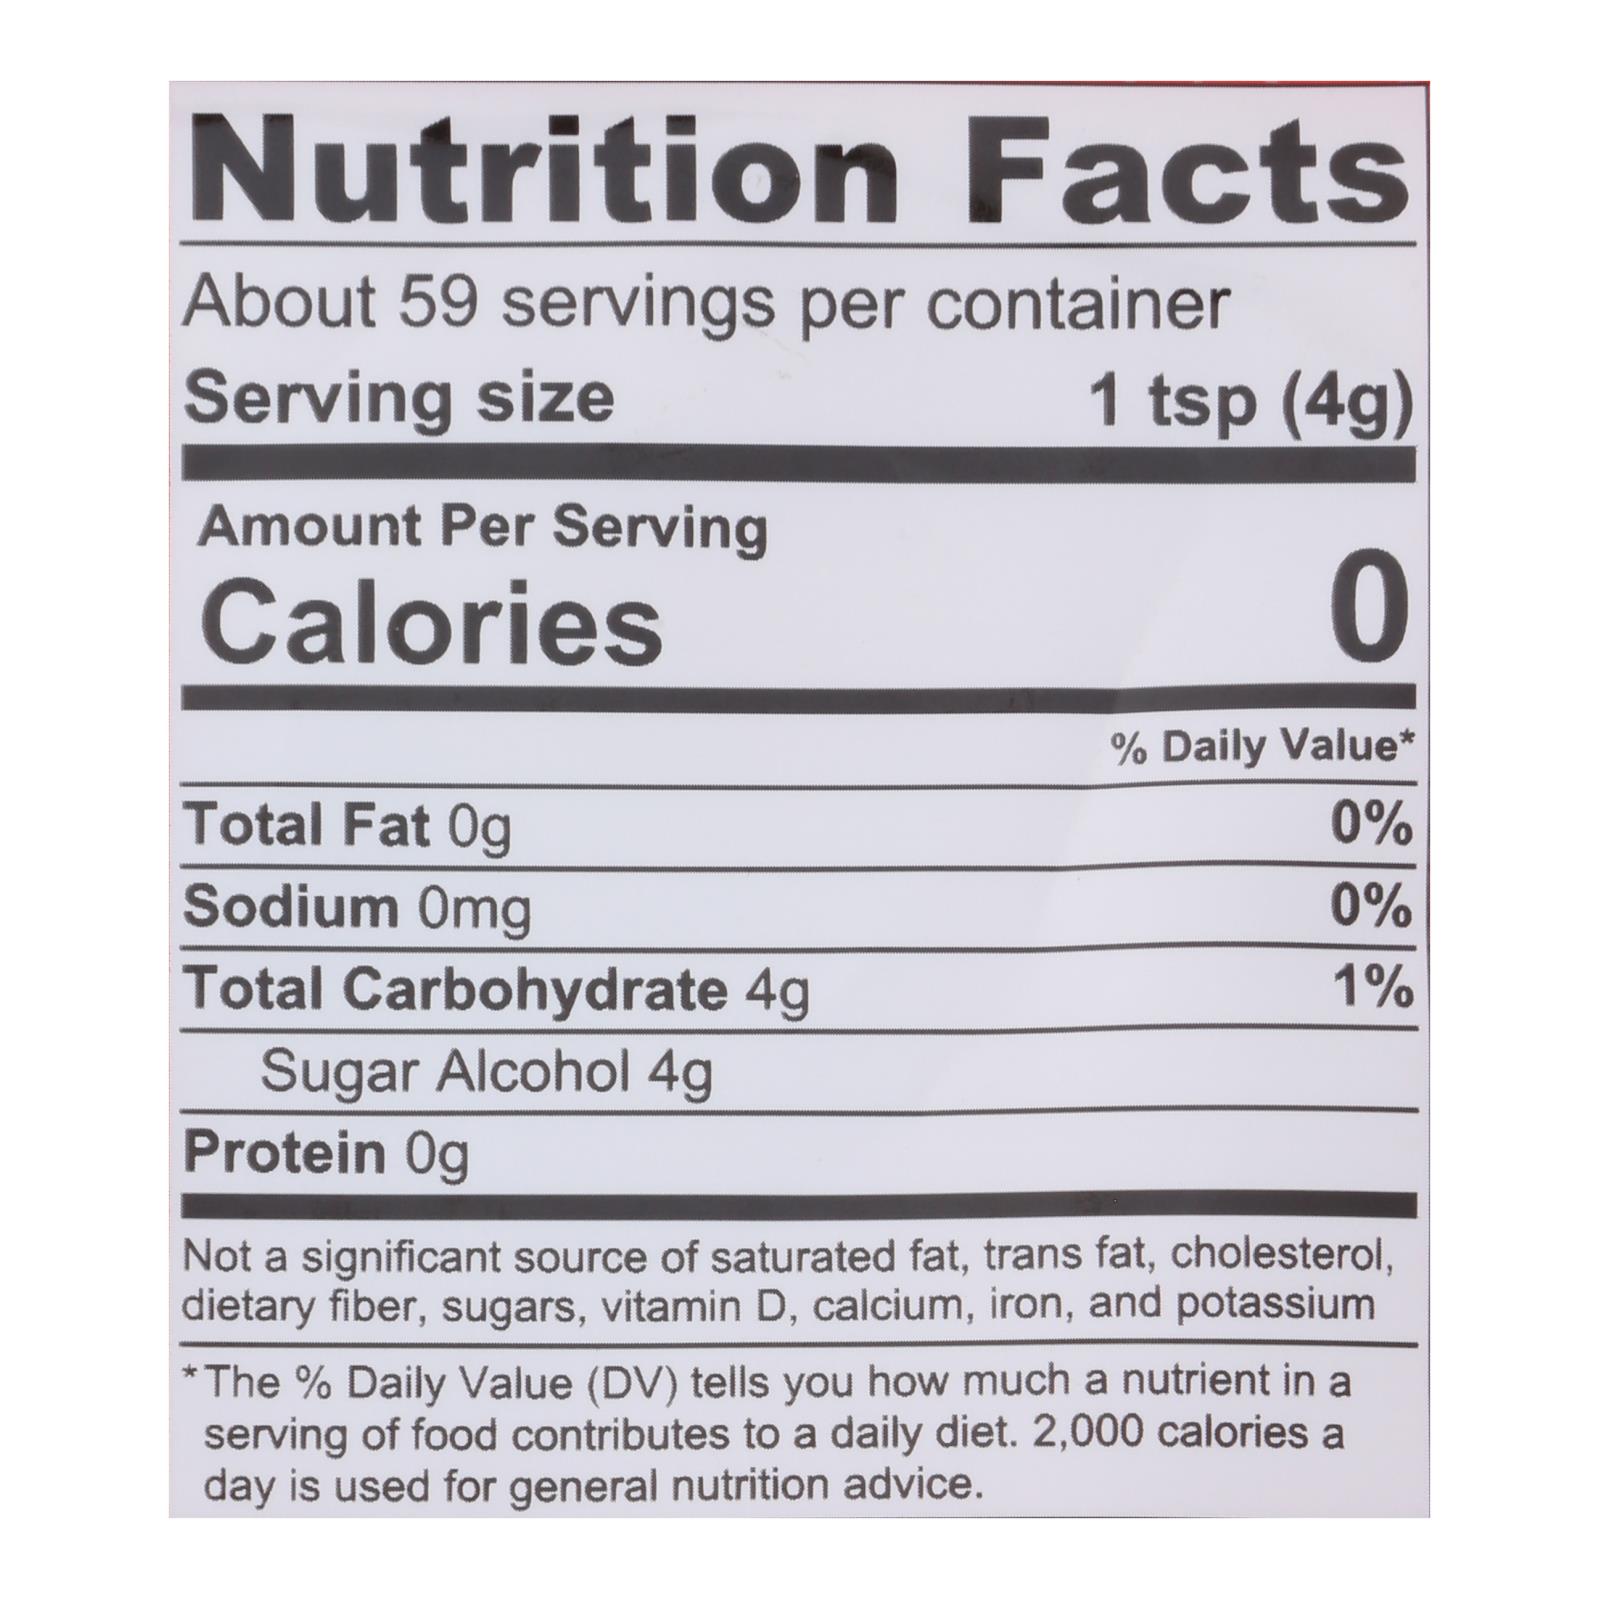 Nutrition Facts
About 59 servings per container
Serving size 1 tsp (4g)
Amount Per Serving
Calories 0
% Daily Value*
Total Fat 0g 0%
Sodium 0mg 0%
Total Carbohydrate 4g 1%
Sugar Alcohol 4g
Protein 0g
Not a significant source of saturated fat, trans fat, cholesterol,
dietary fiber, sugars, vitamin D, calcium, iron, and potassium
*The % Daily Value (DV) tells you how much a nutrient in a
serving of food contributes to a daily diet. 2,000 calories a
day is used for general nutrition advice.